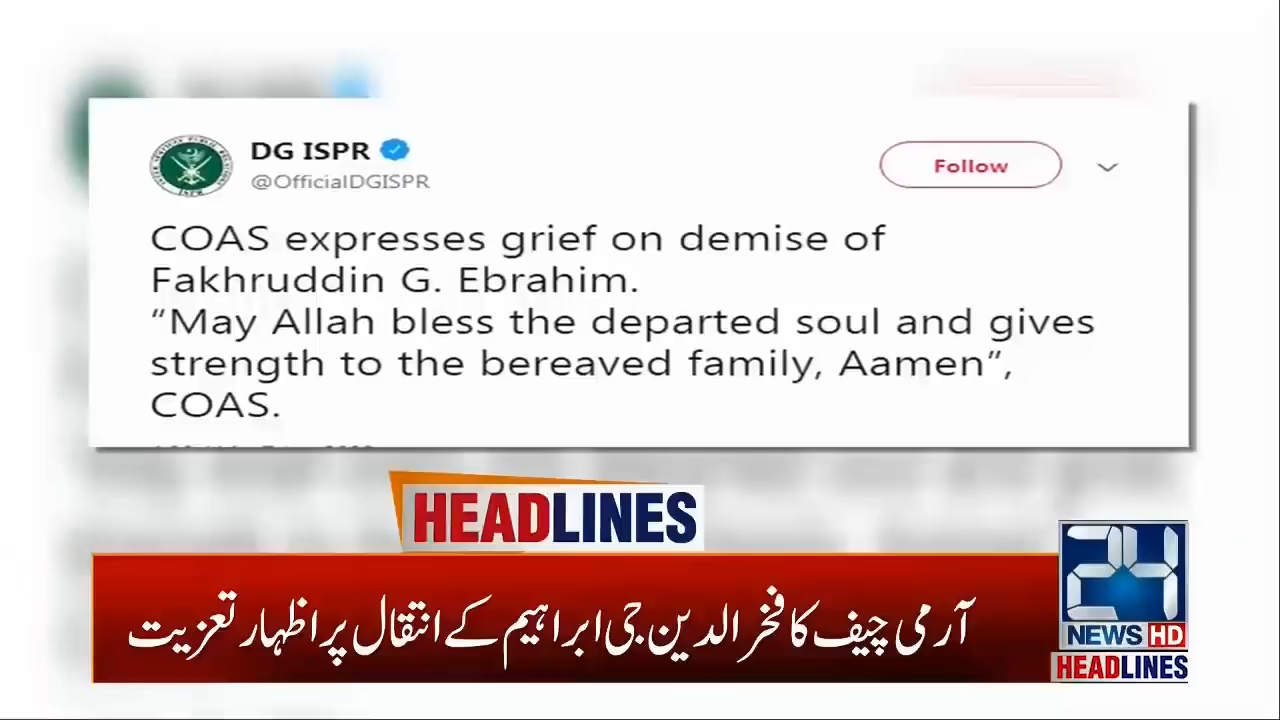 DG ISPR
@OfficialDGISPR
Follow
COAS expresses grief on demise of
Fakhruddin G. Ebrahim.
“May Allah bless the departed soul and gives
strength to the bereaved family, Aamen”,
COAS.
HEADLINES
آرمی چیف کا فخر الدین جی ابراہیم کے انتقال پر اظہار تعزیت
24
NEWS HD
HEADLINES